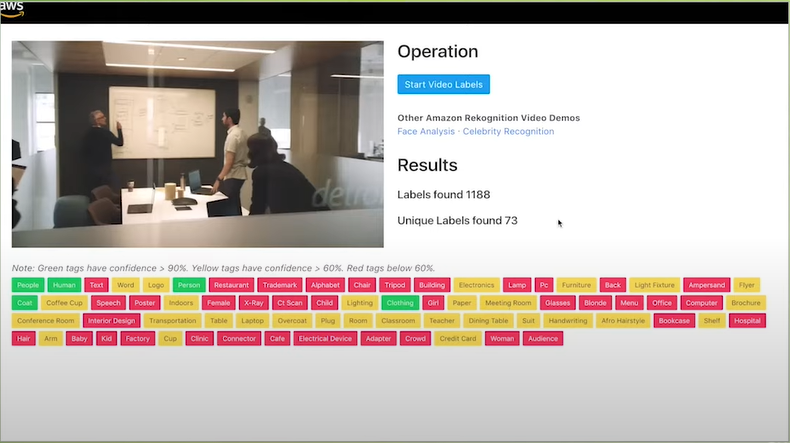 aws
Operation
Start Video Labels
Other Amazon Rekognition Video Demos
Face Analysis · Celebrity Recognition
Results
Labels found 1188
Unique Labels found 73
Note: Green tags have confidence > 90%. Yellow tags have confidence > 60%. Red tags below 60%.
People Human Text Word Logo Person Restaurant Trademark Alphabet Chair Tripod Building Electronics Lamp Pc Furniture Back Light Fixture Ampersand Flyer
Coat Coffee Cup Speech Poster Indoors Female X-Ray Ct Scan Child Lighting Clothing Girl Paper Meeting Room Glasses Blonde Menu Office Computer Brochure
Conference Room Interior Design Transportation Table Laptop Overcoat Plug Room Classroom Teacher Dining Table Suit Handwriting Afro Hairstyle Bookcase Shelf Hospital
Hair Arm Baby Kid Factory Cup Clinic Connector Cafe Electrical Device Adapter Crowd Credit Card Woman Audience